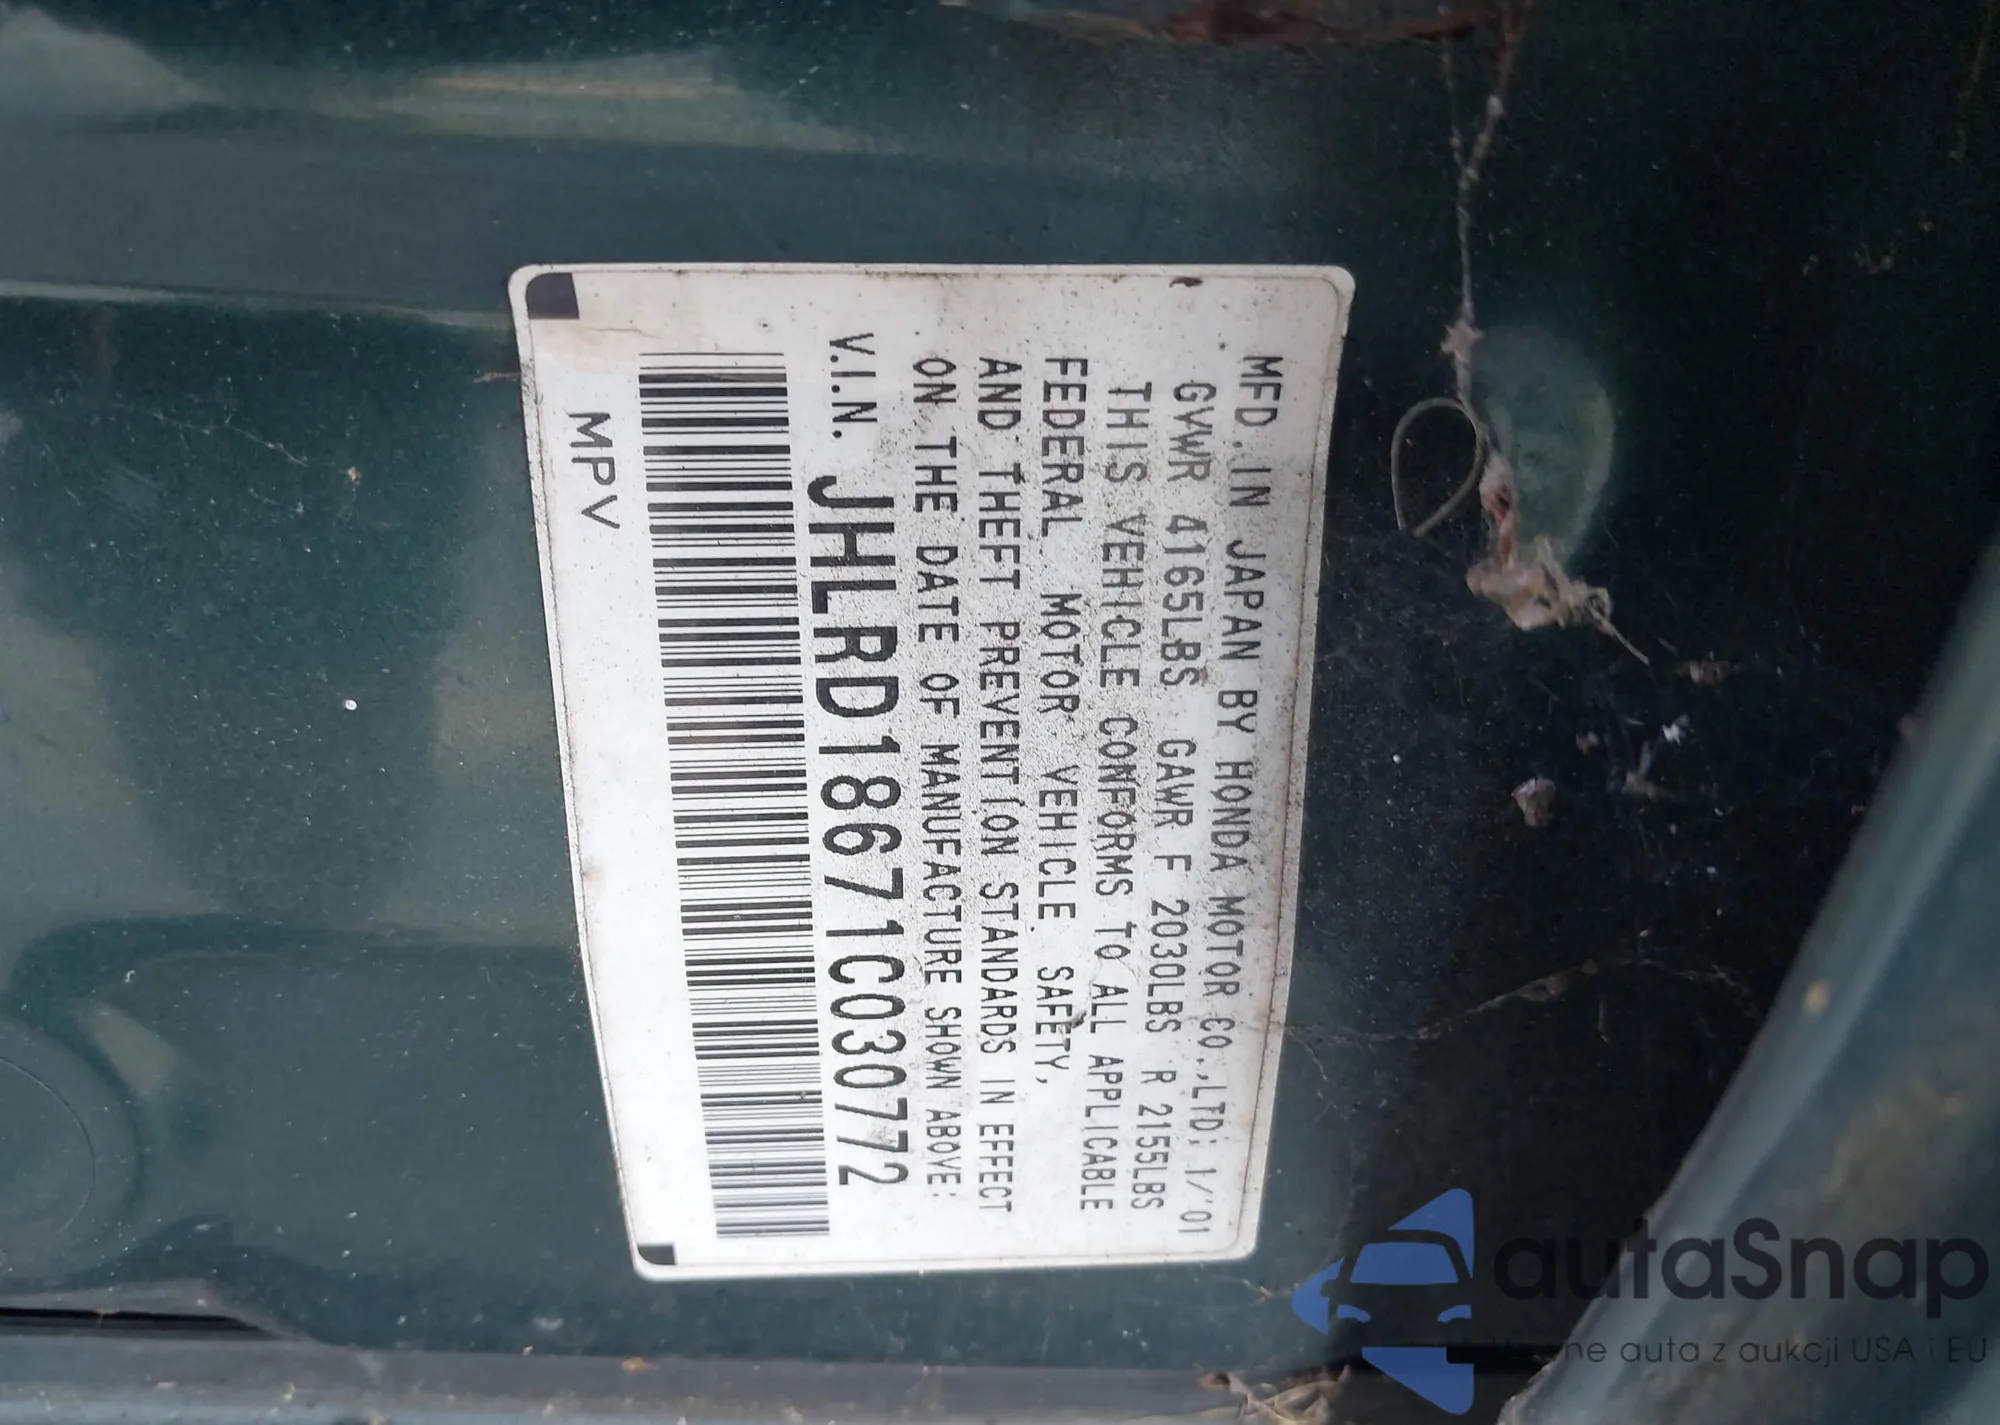 MFD. IN JAPAN BY HONDA MOTOR CO.,LTD; 1/'01
GVWR 4165LBS GAWR F 2030LBS R 2155LBS
THIS VEHICLE CONFORMS TO ALL APPLICABLE
FEDERAL MOTOR VEHICLE SAFETY,
AND THEFT PREVENTION STANDARDS IN EFFECT
ON THE DATE OF MANUFACTURE SHOWN ABOVE:
V.I.N. JHLRD18671C030772
MPV
autaSnap
ne auta z aukcji USA i EU